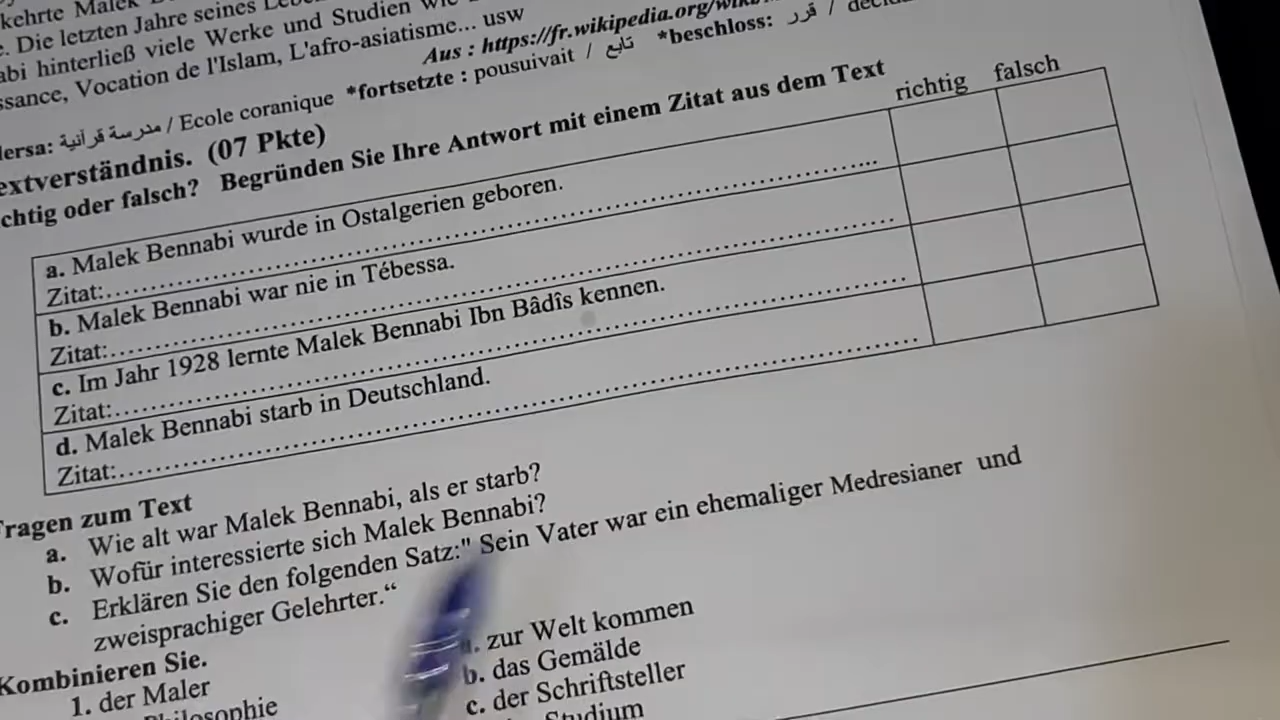 kehrte Malek
Die letzten Jahre seines
hinterließ viele Werke und Studien
Vocation de l'Islam, L'afro-asiatisme... usw
Aus : https://fr.wikipedia.org/
مدرسة قرآنية / Ecole coranique *fortsetzte : pousuivait / تابع *beschloss: قرر /
(07 Pkte)
oder falsch? Begründen Sie Ihre Antwort mit einem Zitat aus dem Text
richtig falsch
a. Malek Bennabi wurde in Ostalgerien geboren.
Zitat:
b. Malek Bennabi war nie in Tébessa.
Zitat:
c. Im Jahr 1928 lernte Malek Bennabi Ibn Bâdîs kennen.
Zitat:
d. Malek Bennabi starb in Deutschland.
Zitat:
zum Text
a. Wie alt war Malek Bennabi, als er starb?
b. Wofür interessierte sich Malek Bennabi?
c. Erklären Sie den folgenden Satz:" Sein Vater war ein ehemaliger Medresianer und
zweisprachiger Gelehrter.“
Kombinieren Sie.
1. der Maler
zur Welt kommen
b. das Gemälde
c. der Schriftsteller
Studium